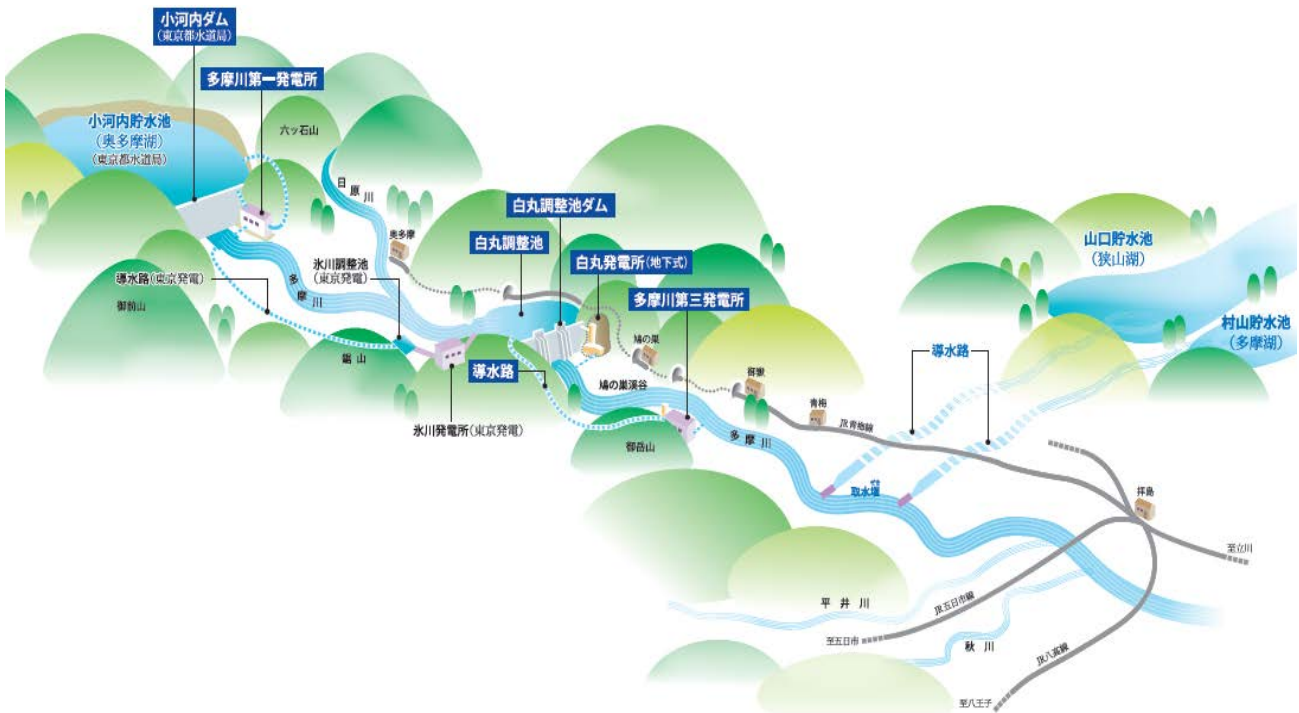 小河内ダム
(東京都水道局)
多摩川第一発電所
小河内貯水池
(奥多摩湖)
(東京都水道局)
六ッ石山
日原川
奥多摩
白丸調整池ダム
白丸調整池
白丸発電所(地下式)
多摩川第三発電所
氷川調整池
(東京発電)
導水路(東京発電)
多摩川
御前山
鋸山
導水路
氷川発電所(東京発電)
鳩の巣
鳩の巣渓谷
御嶽
御岳山
多摩川
青梅
JR青梅線
山口貯水池
(狭山湖)
村山貯水池
(多摩湖)
導水路
取水堰
ぜき
拝島
至立川
平井川
JR五日市線
至五日市
秋川
JR八高線
至八王子